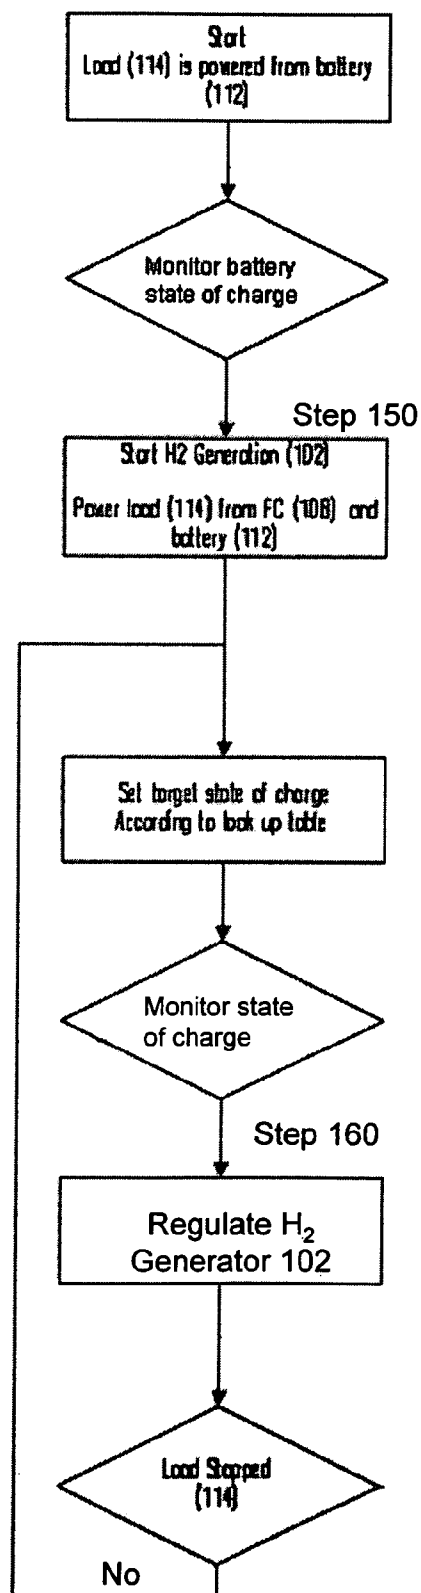 Start
Load (114) is powered from battery
(112)
Monitor battery
state of charge
Step 150
Start H2 Generation (102)
Power load (114) from FC (108) and
battery (112)
Set target state of charge
According to look up table
Monitor state
of charge
Step 160
Regulate H₂
Generator 102
Load Stopped
(114)
No